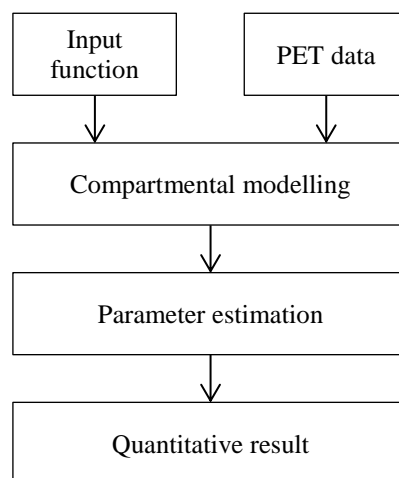 Input
function
PET data
Compartmental modelling
Parameter estimation
Quantitative result